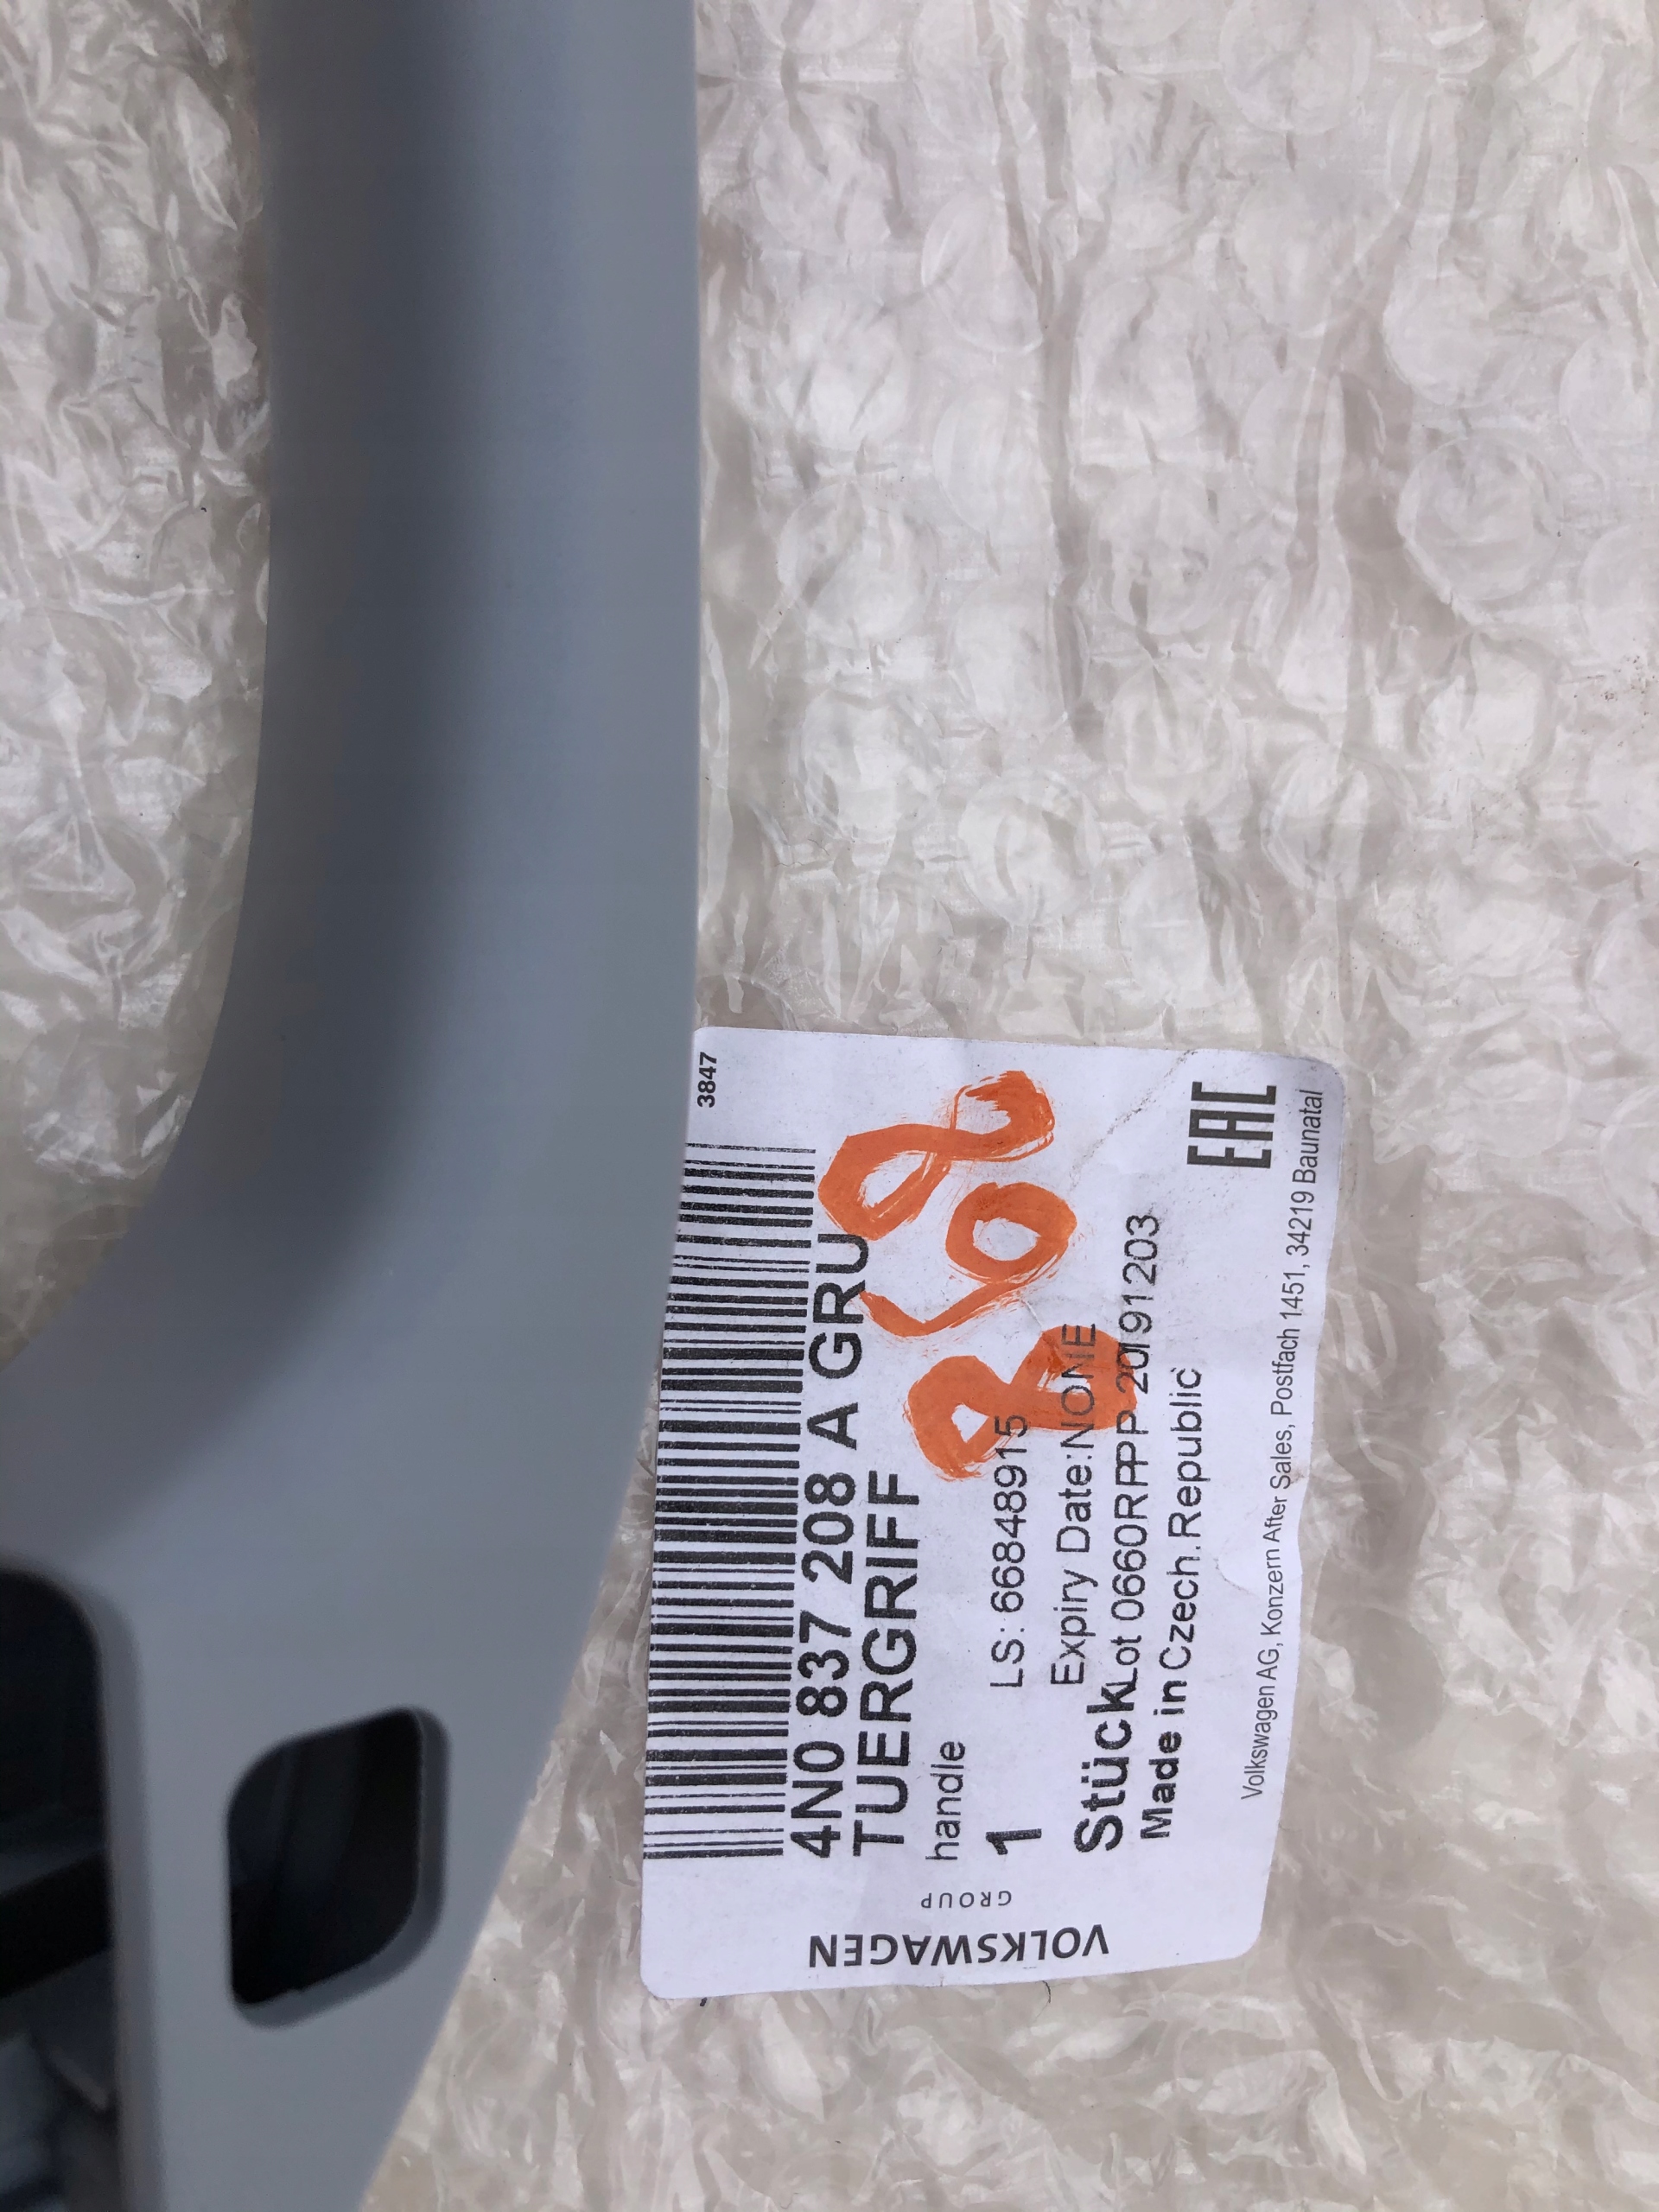 3847
4N0 837 208 A GRU
TUERGRIFF
handle
1 LS: 66848915
Expiry Date:NONE
Stück Lot 0660RPPP 20191203
Made in Czech.Republic
EAC
Volkswagen AG, Konzern After Sales, Postfach 1451, 34219 Baunatal
VOLKSWAGEN
GROUP
868